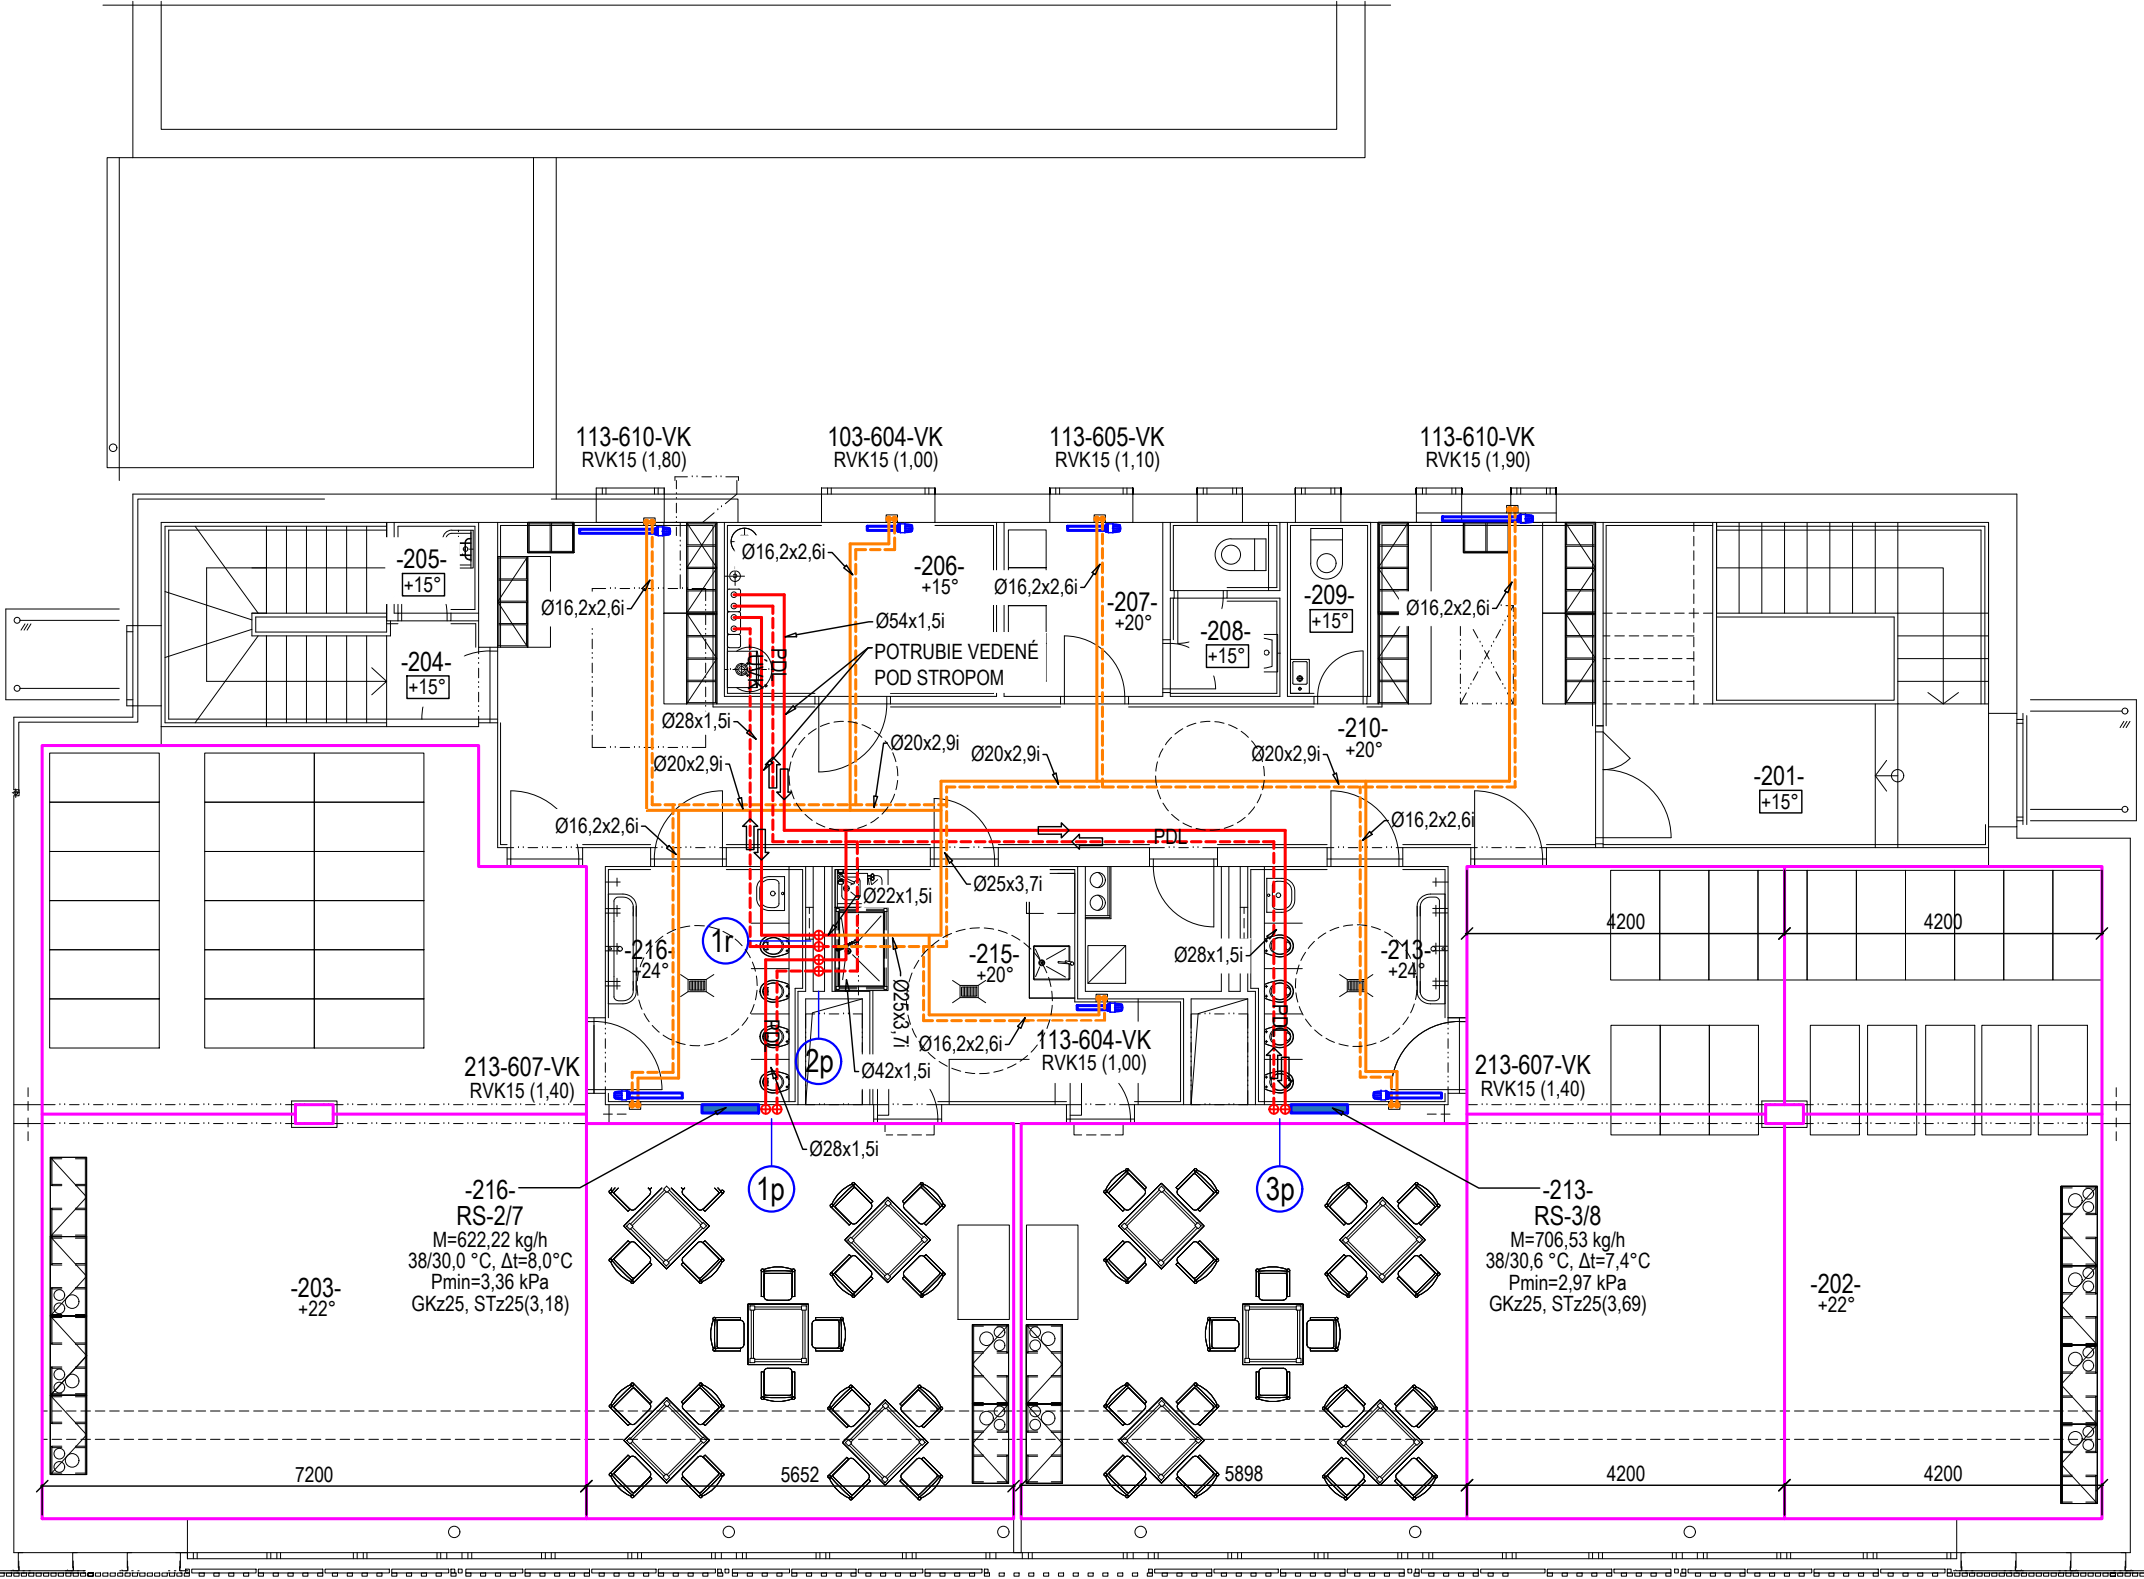 113-610-VK
RVK15 (1,80)
103-604-VK
RVK15 (1,00)
113-605-VK
RVK15 (1,10)
113-610-VK
RVK15 (1,90)
-205-
+15°
Ø16,2x2,6i
-206-
+15°
Ø16,2x2,6i
Ø16,2x2,6i
-207-
+20°
-209-
+15°
Ø16,2x2,6i
Ø54x1,5i
-208-
+15°
POTRUBIE VEDENÉ
POD STROPOM
-204-
+15°
PDL
ÚVK
Ø28x1,5i
Ø20x2,9i
Ø20x2,9i
Ø20x2,9i
Ø20x2,9i
-210-
+20°
-201-
+15°
Ø16,2x2,6i
PDL
Ø16,2x2,6i
Ø22x1,5i
Ø25x3,7i
4200
4200
1r
-216-
+24°
-215-
+20°
Ø28x1,5i
-213-
+24°
Ø25x3,7i
PDL
PDL
Ø16,2x2,6i
113-604-VK
RVK15 (1,00)
2p
Ø42x1,5i
213-607-VK
RVK15 (1,40)
213-607-VK
RVK15 (1,40)
Ø28x1,5i
1p
3p
-216-
RS-2/7
M=622,22 kg/h
38/30,0 °C, Δt=8,0°C
Pmin=3,36 kPa
GKz25, STz25(3,18)
-213-
RS-3/8
M=706,53 kg/h
38/30,6 °C, Δt=7,4°C
Pmin=2,97 kPa
GKz25, STz25(3,69)
-203-
+22°
-202-
+22°
7200
5652
5898
4200
4200